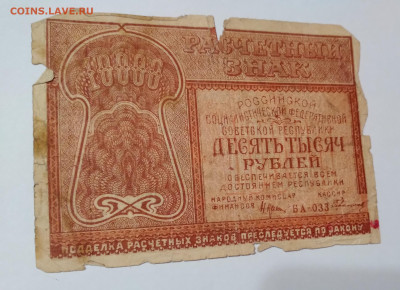 COINS.LAVE.RU
10000
РАСЧЕТНЫЙ
ЗНАК
РОССИЙСКОЙ
СОЦИАЛИСТИЧЕСКОЙ ФЕДЕРАТИВНОЙ
СОВЕТСКОЙ РЕСПУБЛИКИ
ДЕСЯТЬ ТЫСЯЧ
РУБЛЕЙ
ОБЕСПЕЧИВАЕТСЯ ВСЕМ
ДОСТОЯНИЕМ РЕСПУБЛИКИ
НАРОДНЫЙ КОМИССАР КАССИР
ФИНАНСОВ БА-033
ПОДДЕЛКА РАСЧЕТНЫХ ЗНАКОВ ПРЕСЛЕДУЕТСЯ ПО ЗАКОНУ